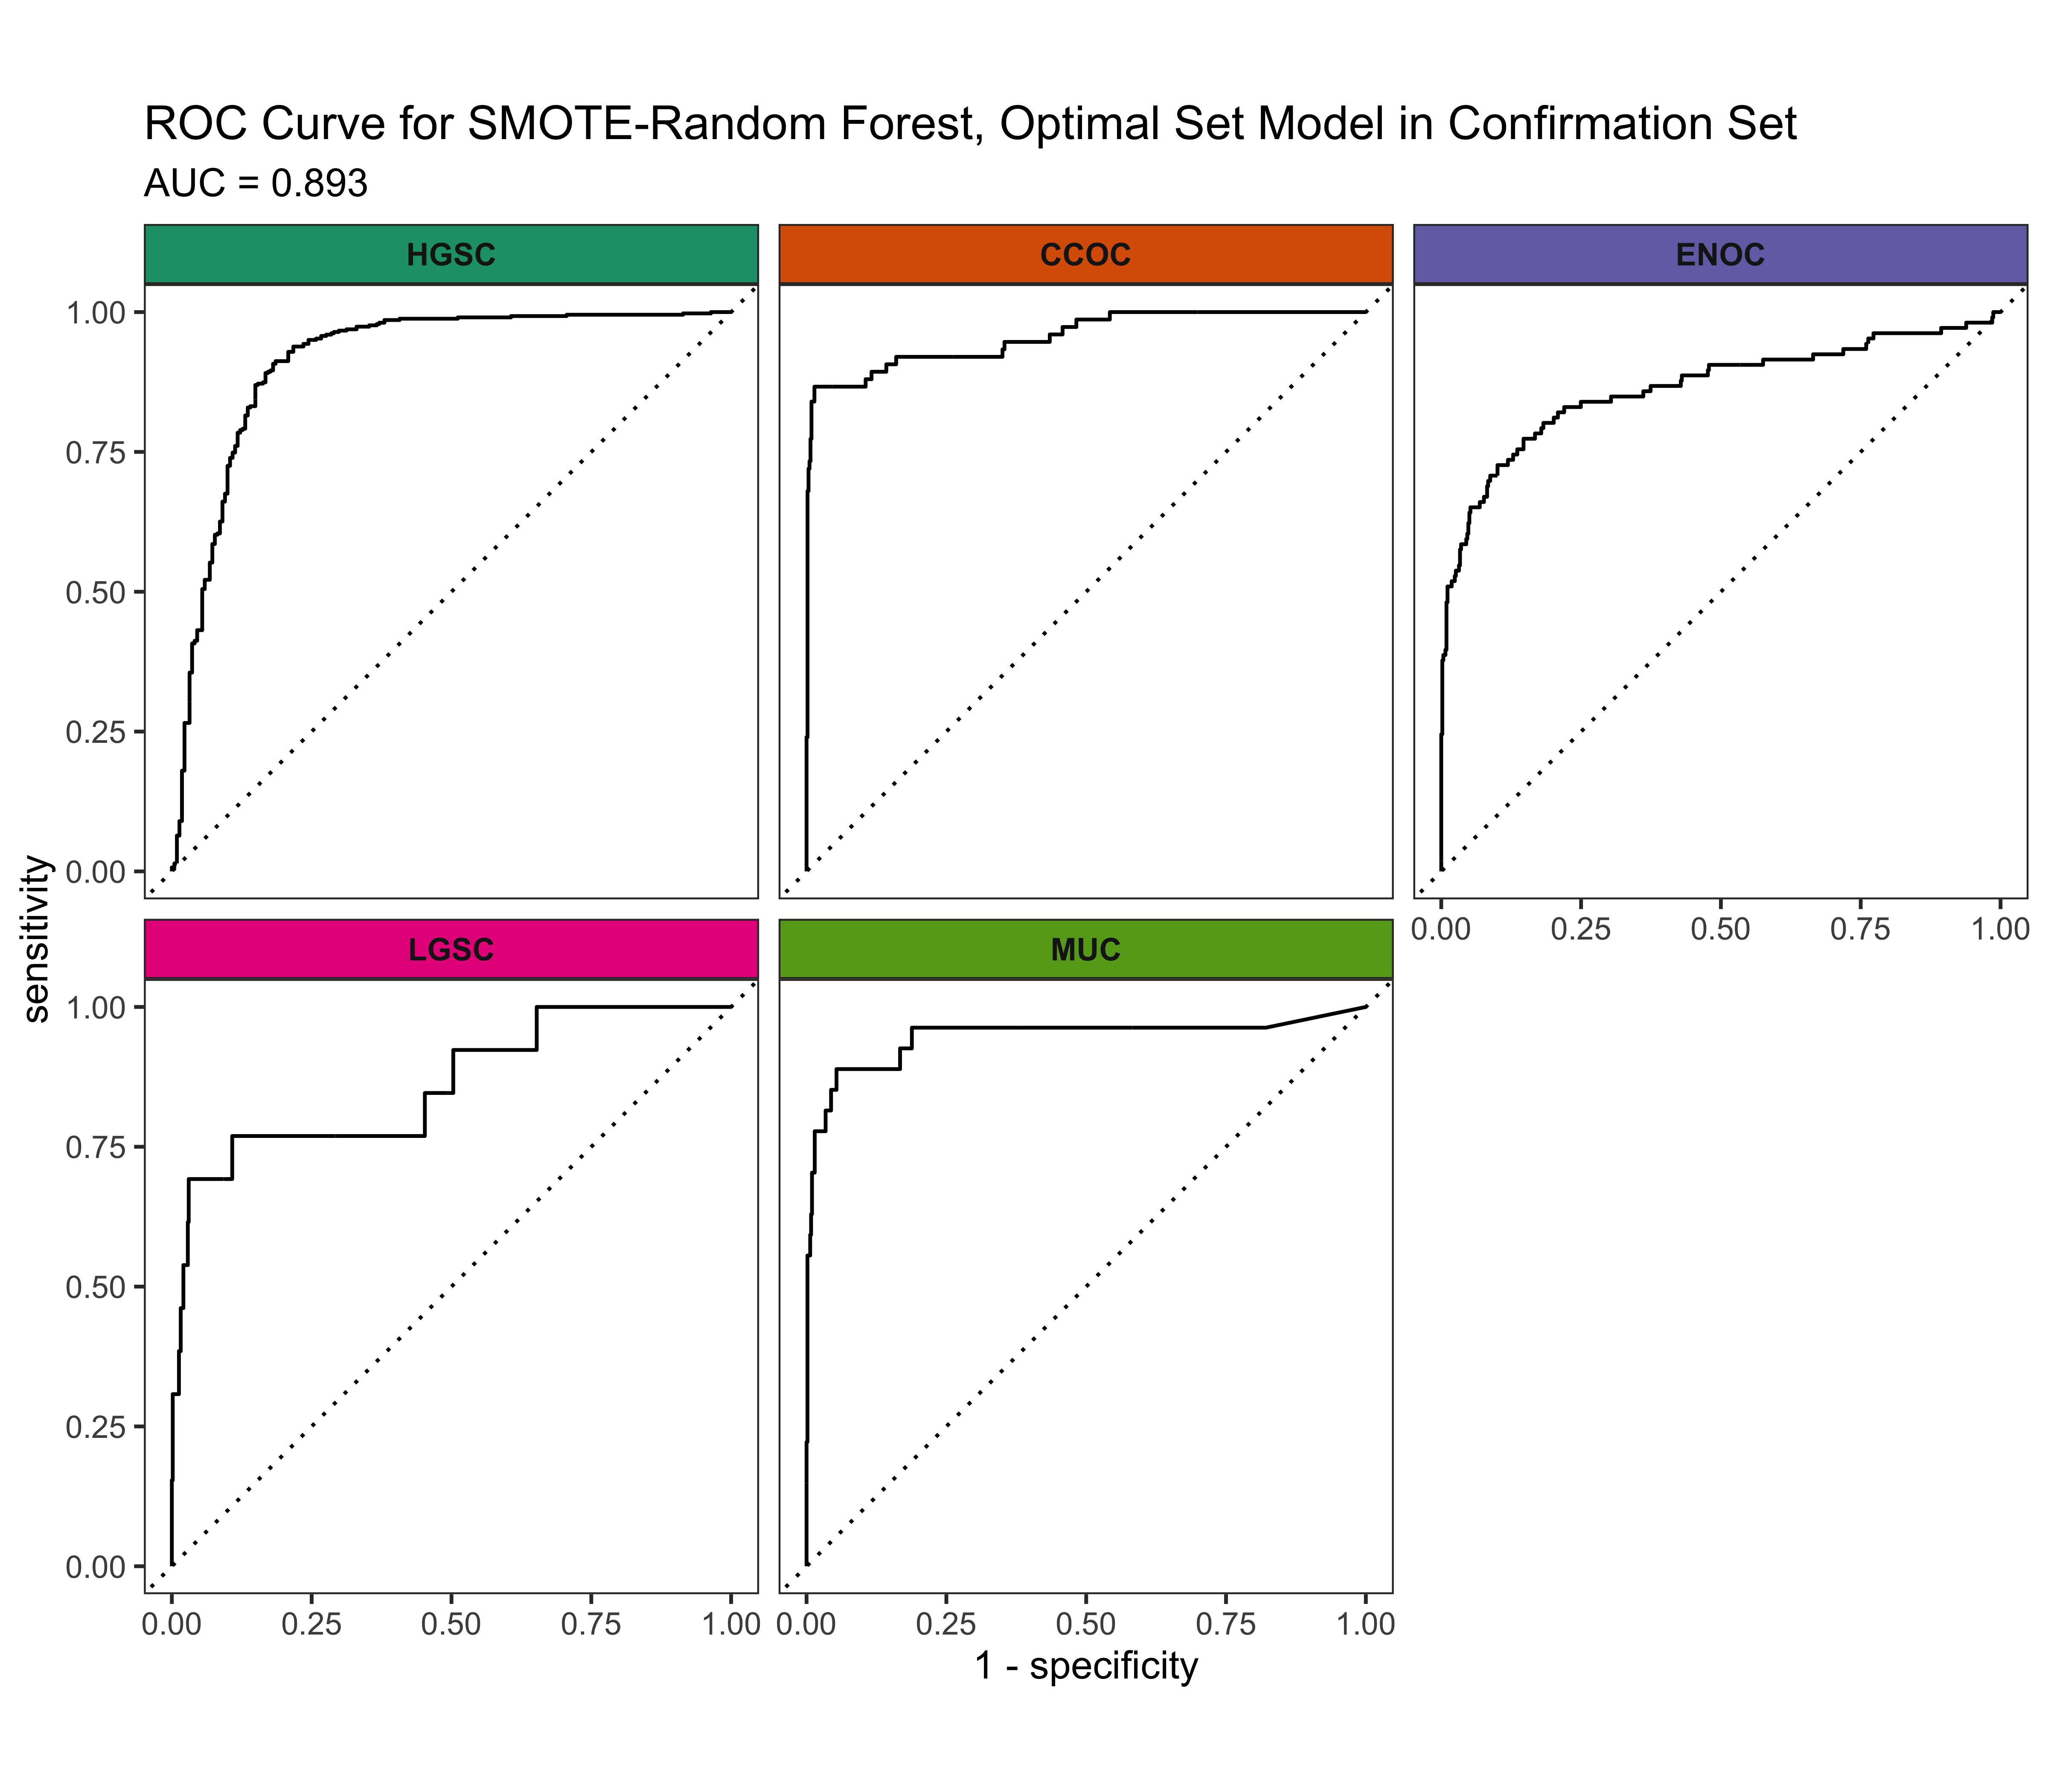 ROC Curve for SMOTE-Random Forest, Optimal Set Model in Confirmation Set
AUC = 0.893
HGSC
CCOC
ENOC
1.00
0.75
0.50
0.25
0.00
0.00 0.25 0.50 0.75 1.00
sensitivity
LGSC
MUC
1.00
0.75
0.50
0.25
0.00
0.00 0.25 0.50 0.75 1.00
0.00 0.25 0.50 0.75 1.00
1 - specificity